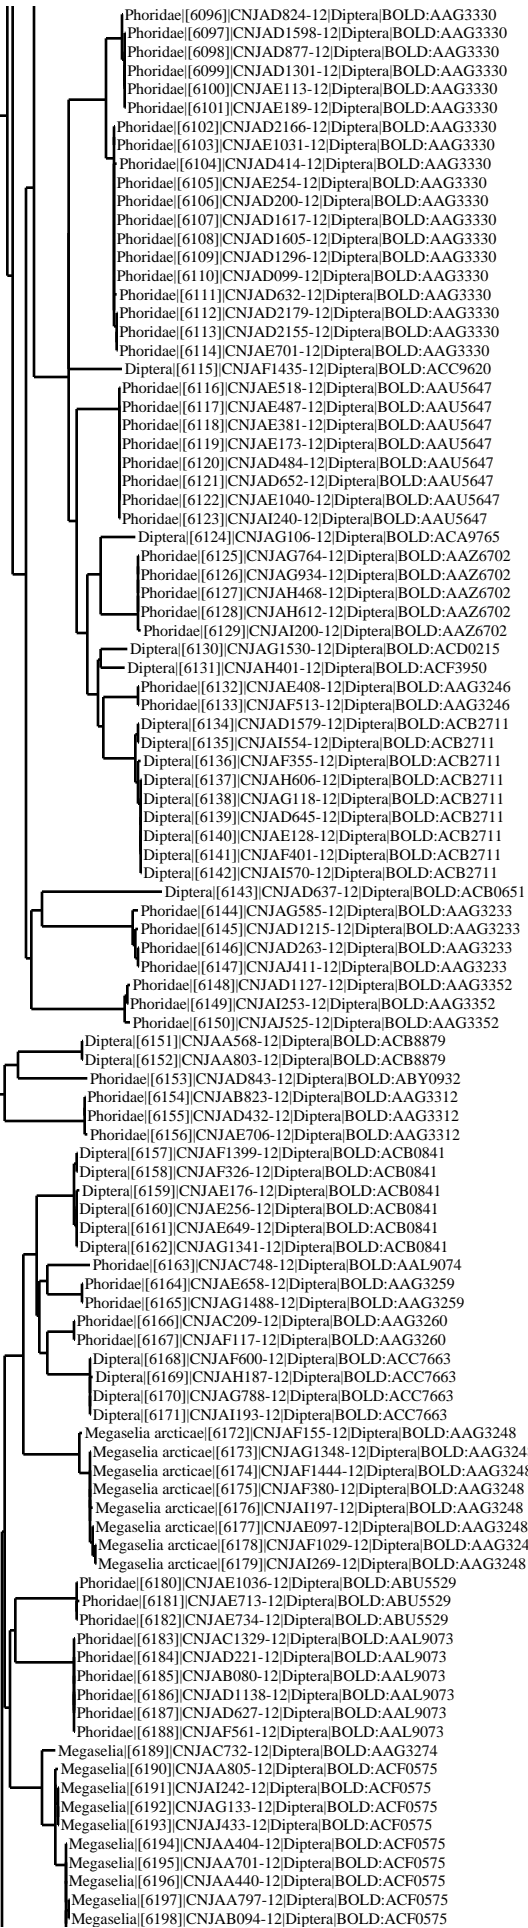 Phoridae|[6096]|CNJAD824-12|Diptera|BOLD:AAG3330
Phoridae|[6097]|CNJAD1598-12|Diptera|BOLD:AAG3330
Phoridae|[6098]|CNJAD877-12|Diptera|BOLD:AAG3330
Phoridae|[6099]|CNJAD1301-12|Diptera|BOLD:AAG3330
Phoridae|[6100]|CNJAE113-12|Diptera|BOLD:AAG3330
Phoridae|[6101]|CNJAE189-12|Diptera|BOLD:AAG3330
Phoridae|[6102]|CNJAD2166-12|Diptera|BOLD:AAG3330
Phoridae|[6103]|CNJAE1031-12|Diptera|BOLD:AAG3330
Phoridae|[6104]|CNJAD414-12|Diptera|BOLD:AAG3330
Phoridae|[6105]|CNJAE254-12|Diptera|BOLD:AAG3330
Phoridae|[6106]|CNJAD200-12|Diptera|BOLD:AAG3330
Phoridae|[6107]|CNJAD1617-12|Diptera|BOLD:AAG3330
Phoridae|[6108]|CNJAD1605-12|Diptera|BOLD:AAG3330
Phoridae|[6109]|CNJAD1296-12|Diptera|BOLD:AAG3330
Phoridae|[6110]|CNJAD099-12|Diptera|BOLD:AAG3330
Phoridae|[6111]|CNJAD632-12|Diptera|BOLD:AAG3330
Phoridae|[6112]|CNJAD2179-12|Diptera|BOLD:AAG3330
Phoridae|[6113]|CNJAD2155-12|Diptera|BOLD:AAG3330
Phoridae|[6114]|CNJAE701-12|Diptera|BOLD:AAG3330
Diptera|[6115]|CNJAF1435-12|Diptera|BOLD:ACC9620
Phoridae|[6116]|CNJAE518-12|Diptera|BOLD:AAU5647
Phoridae|[6117]|CNJAE487-12|Diptera|BOLD:AAU5647
Phoridae|[6118]|CNJAE381-12|Diptera|BOLD:AAU5647
Phoridae|[6119]|CNJAE173-12|Diptera|BOLD:AAU5647
Phoridae|[6120]|CNJAD484-12|Diptera|BOLD:AAU5647
Phoridae|[6121]|CNJAD652-12|Diptera|BOLD:AAU5647
Phoridae|[6122]|CNJAE1040-12|Diptera|BOLD:AAU5647
Phoridae|[6123]|CNJAI240-12|Diptera|BOLD:AAU5647
Diptera|[6124]|CNJAG106-12|Diptera|BOLD:ACA9765
Phoridae|[6125]|CNJAG764-12|Diptera|BOLD:AAZ6702
Phoridae|[6126]|CNJAG934-12|Diptera|BOLD:AAZ6702
Phoridae|[6127]|CNJAH468-12|Diptera|BOLD:AAZ6702
Phoridae|[6128]|CNJAH612-12|Diptera|BOLD:AAZ6702
Phoridae|[6129]|CNJAI200-12|Diptera|BOLD:AAZ6702
Diptera|[6130]|CNJAG1530-12|Diptera|BOLD:ACD0215
Diptera|[6131]|CNJAH401-12|Diptera|BOLD:ACF3950
Phoridae|[6132]|CNJAE408-12|Diptera|BOLD:AAG3246
Phoridae|[6133]|CNJAF513-12|Diptera|BOLD:AAG3246
Diptera|[6134]|CNJAD1579-12|Diptera|BOLD:ACB2711
Diptera|[6135]|CNJAI554-12|Diptera|BOLD:ACB2711
Diptera|[6136]|CNJAF355-12|Diptera|BOLD:ACB2711
Diptera|[6137]|CNJAH606-12|Diptera|BOLD:ACB2711
Diptera|[6138]|CNJAG118-12|Diptera|BOLD:ACB2711
Diptera|[6139]|CNJAD645-12|Diptera|BOLD:ACB2711
Diptera|[6140]|CNJAE128-12|Diptera|BOLD:ACB2711
Diptera|[6141]|CNJAF401-12|Diptera|BOLD:ACB2711
Diptera|[6142]|CNJAI570-12|Diptera|BOLD:ACB2711
Diptera|[6143]|CNJAD637-12|Diptera|BOLD:ACB0651
Phoridae|[6144]|CNJAG585-12|Diptera|BOLD:AAG3233
Phoridae|[6145]|CNJAD1215-12|Diptera|BOLD:AAG3233
Phoridae|[6146]|CNJAD263-12|Diptera|BOLD:AAG3233
Phoridae|[6147]|CNJAJ411-12|Diptera|BOLD:AAG3233
Phoridae|[6148]|CNJAD1127-12|Diptera|BOLD:AAG3352
Phoridae|[6149]|CNJAI253-12|Diptera|BOLD:AAG3352
Phoridae|[6150]|CNJAJ525-12|Diptera|BOLD:AAG3352
Diptera|[6151]|CNJAA568-12|Diptera|BOLD:ACB8879
Diptera|[6152]|CNJAA803-12|Diptera|BOLD:ACB8879
Phoridae|[6153]|CNJAD843-12|Diptera|BOLD:ABY0932
Phoridae|[6154]|CNJAB823-12|Diptera|BOLD:AAG3312
Phoridae|[6155]|CNJAD432-12|Diptera|BOLD:AAG3312
Phoridae|[6156]|CNJAE706-12|Diptera|BOLD:AAG3312
Diptera|[6157]|CNJAF1399-12|Diptera|BOLD:ACB0841
Diptera|[6158]|CNJAF326-12|Diptera|BOLD:ACB0841
Diptera|[6159]|CNJAE176-12|Diptera|BOLD:ACB0841
Diptera|[6160]|CNJAE256-12|Diptera|BOLD:ACB0841
Diptera|[6161]|CNJAE649-12|Diptera|BOLD:ACB0841
Diptera|[6162]|CNJAG1341-12|Diptera|BOLD:ACB0841
Phoridae|[6163]|CNJAC748-12|Diptera|BOLD:AAL9074
Phoridae|[6164]|CNJAE658-12|Diptera|BOLD:AAG3259
Phoridae|[6165]|CNJAG1488-12|Diptera|BOLD:AAG3259
Phoridae|[6166]|CNJAC209-12|Diptera|BOLD:AAG3260
Phoridae|[6167]|CNJAF117-12|Diptera|BOLD:AAG3260
Diptera|[6168]|CNJAF600-12|Diptera|BOLD:ACC7663
Diptera|[6169]|CNJAH187-12|Diptera|BOLD:ACC7663
Diptera|[6170]|CNJAG788-12|Diptera|BOLD:ACC7663
Diptera|[6171]|CNJAI193-12|Diptera|BOLD:ACC7663
Megaselia arcticae|[6172]|CNJAF155-12|Diptera|BOLD:AAG3248
Megaselia arcticae|[6173]|CNJAG1348-12|Diptera|BOLD:AAG324
Megaselia arcticae|[6174]|CNJAF1444-12|Diptera|BOLD:AAG3248
Megaselia arcticae|[6175]|CNJAF380-12|Diptera|BOLD:AAG3248
Megaselia arcticae|[6176]|CNJAI197-12|Diptera|BOLD:AAG3248
Megaselia arcticae|[6177]|CNJAE097-12|Diptera|BOLD:AAG3248
Megaselia arcticae|[6178]|CNJAF1029-12|Diptera|BOLD:AAG324
Megaselia arcticae|[6179]|CNJAI269-12|Diptera|BOLD:AAG3248
Phoridae|[6180]|CNJAE1036-12|Diptera|BOLD:ABU5529
Phoridae|[6181]|CNJAE713-12|Diptera|BOLD:ABU5529
Phoridae|[6182]|CNJAE734-12|Diptera|BOLD:ABU5529
Phoridae|[6183]|CNJAC1329-12|Diptera|BOLD:AAL9073
Phoridae|[6184]|CNJAD221-12|Diptera|BOLD:AAL9073
Phoridae|[6185]|CNJAB080-12|Diptera|BOLD:AAL9073
Phoridae|[6186]|CNJAD1138-12|Diptera|BOLD:AAL9073
Phoridae|[6187]|CNJAD627-12|Diptera|BOLD:AAL9073
Phoridae|[6188]|CNJAF561-12|Diptera|BOLD:AAL9073
Megaselia|[6189]|CNJAC732-12|Diptera|BOLD:AAG3274
Megaselia|[6190]|CNJAA805-12|Diptera|BOLD:ACF0575
Megaselia|[6191]|CNJAI242-12|Diptera|BOLD:ACF0575
Megaselia|[6192]|CNJAG133-12|Diptera|BOLD:ACF0575
Megaselia|[6193]|CNJAJ433-12|Diptera|BOLD:ACF0575
Megaselia|[6194]|CNJAA404-12|Diptera|BOLD:ACF0575
Megaselia|[6195]|CNJAA701-12|Diptera|BOLD:ACF0575
Megaselia|[6196]|CNJAA440-12|Diptera|BOLD:ACF0575
Megaselia|[6197]|CNJAA797-12|Diptera|BOLD:ACF0575
Megaselia|[6198]|CNJAB094-12|Diptera|BOLD:ACF0575